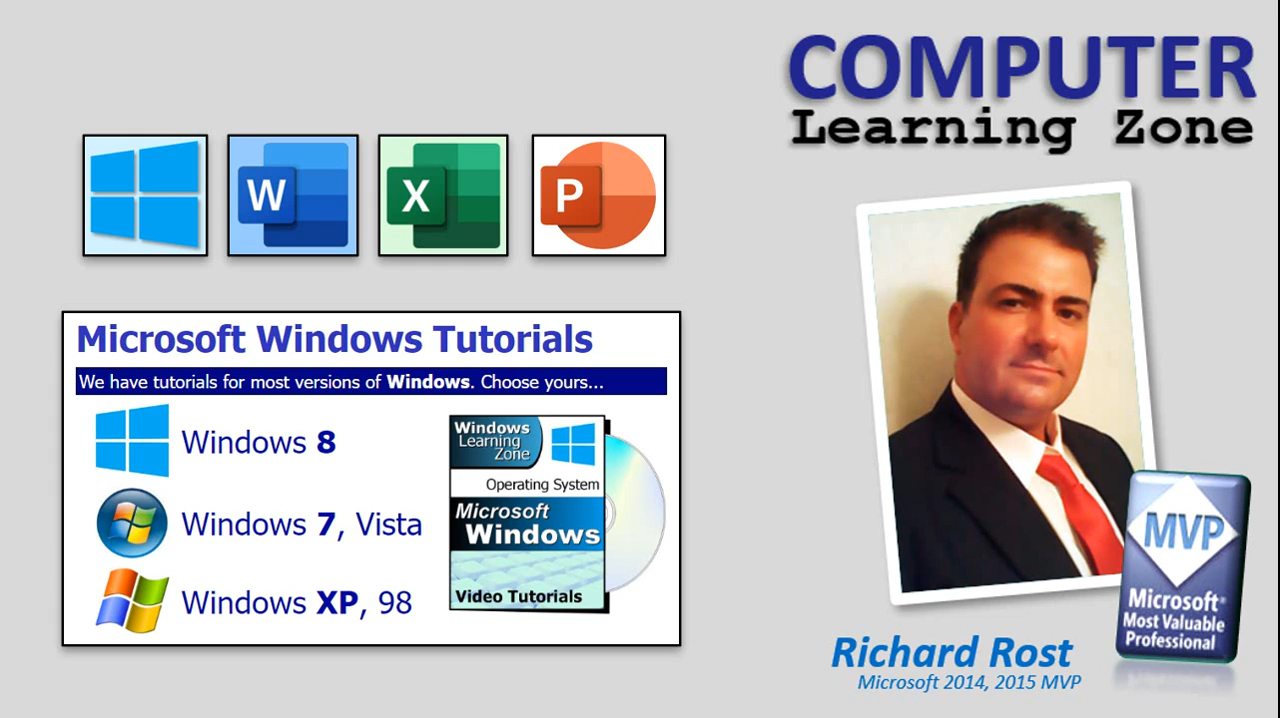 COMPUTER
Learning Zone
W
X
P
Microsoft Windows Tutorials
We have tutorials for most versions of Windows. Choose yours...
Windows 8
Windows 7, Vista
Windows XP, 98
Windows
Learning
Zone
Operating System
Microsoft
Windows
Video Tutorials
MVP
Microsoft®
Most Valuable
Professional
Richard Rost
Microsoft 2014, 2015 MVP